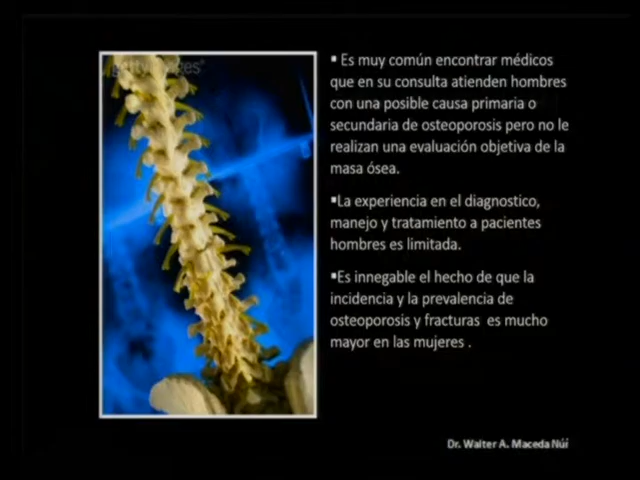 gettyimages®
▪ Es muy común encontrar médicos
que en su consulta atienden hombres
con una posible causa primaria o
secundaria de osteoporosis pero no le
realizan una evaluación objetiva de la
masa ósea.
▪La experiencia en el diagnostico,
manejo y tratamiento a pacientes
hombres es limitada.
▪Es innegable el hecho de que la
incidencia y la prevalencia de
osteoporosis y fracturas es mucho
mayor en las mujeres .
Dr. Walter A. Maceda